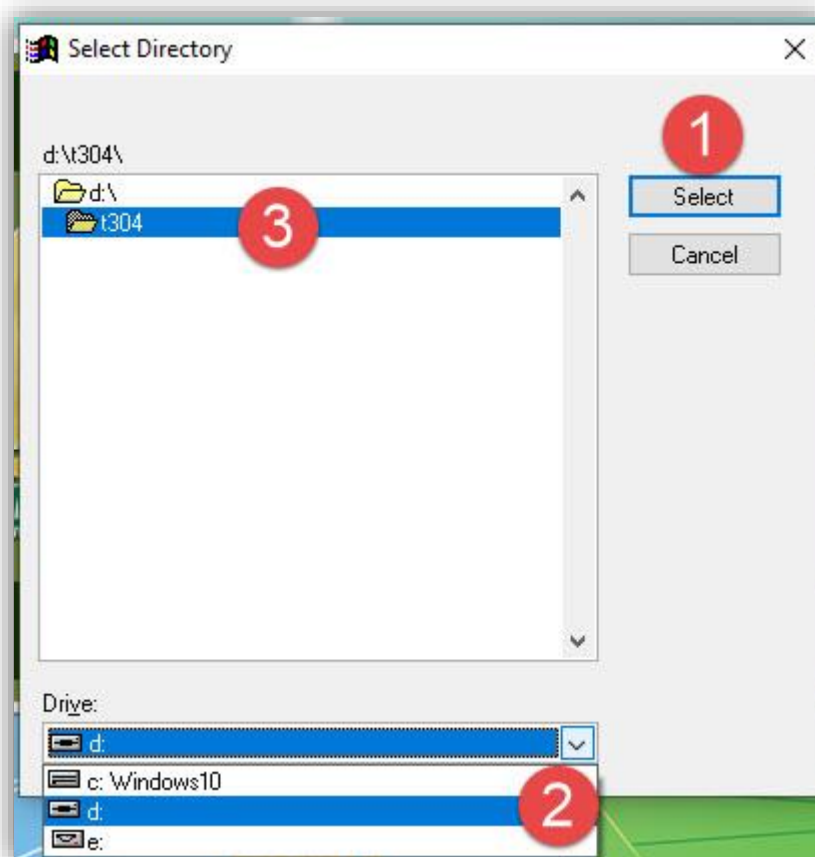 Select Directory
1
d:\t304\
d:\
Select
t304
3
Cancel
Drive:
d:
c: Windows10
d:
2
e: